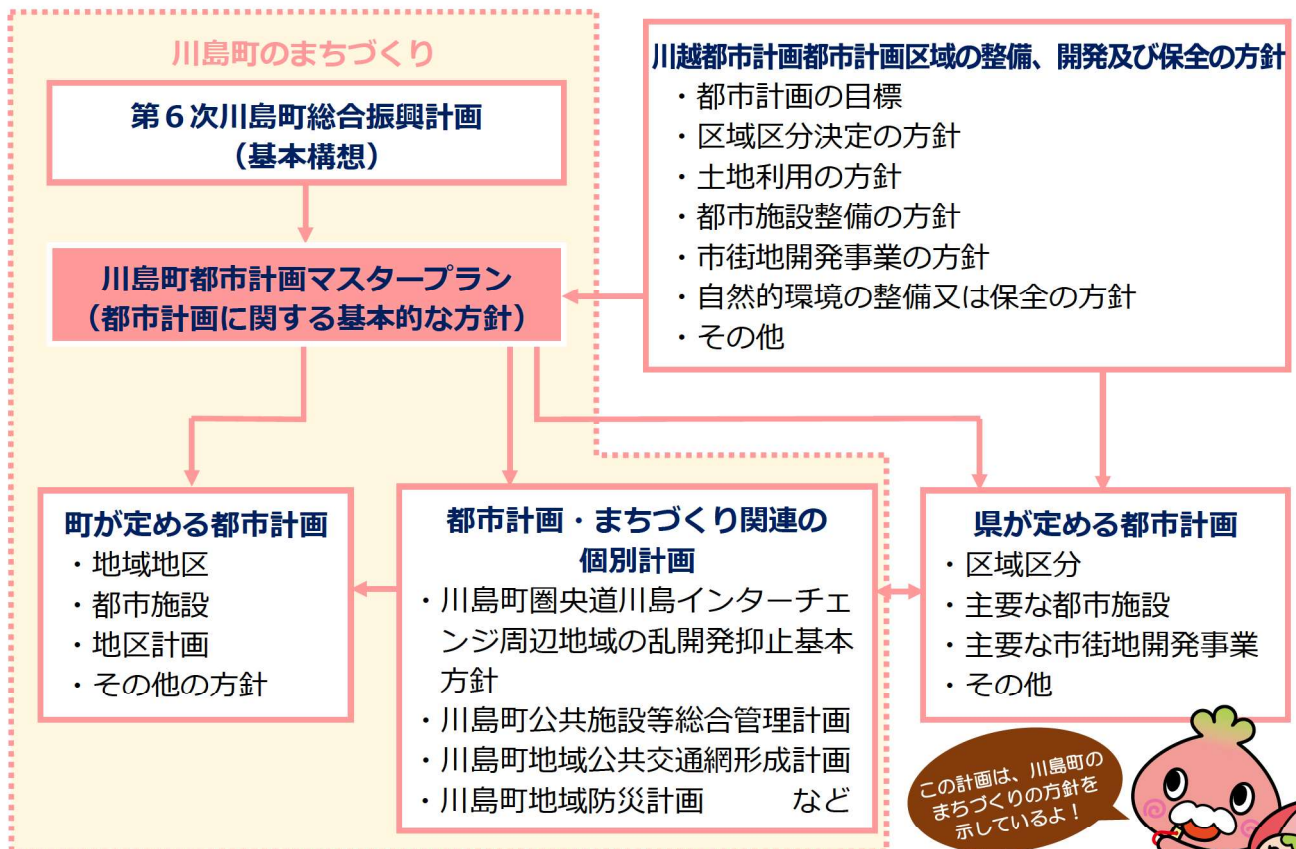 川島町のまちづくり
第6次川島町総合振興計画
（基本構想）
川島町都市計画マスタープラン
（都市計画に関する基本的な方針）
川越都市計画都市計画区域の整備、開発及び保全の方針
・都市計画の目標
・区域区分決定の方針
・土地利用の方針
・都市施設整備の方針
・市街地開発事業の方針
・自然的環境の整備又は保全の方針
・その他
町が定める都市計画
・地域地区
・都市施設
・地区計画
・その他の方針
都市計画・まちづくり関連の
個別計画
・川島町圏央道川島インターチェ
ンジ周辺地域の乱開発抑止基本
方針
・川島町公共施設等総合管理計画
・川島町地域公共交通網形成計画
・川島町地域防災計画　　　など
県が定める都市計画
・区域区分
・主要な都市施設
・主要な市街地開発事業
・その他
この計画は、川島町の
まちづくりの方針を
示しているよ！